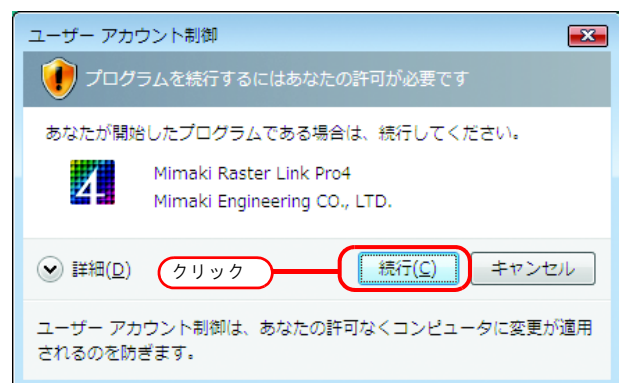 ユーザー アカウント制御
プログラムを続行するにはあなたの許可が必要です
あなたが開始したプログラムである場合は、続行してください。
4
Mimaki Raster Link Pro4
Mimaki Engineering CO., LTD.
詳細(D)
クリック
続行(C)
キャンセル
ユーザー アカウント制御は、あなたの許可なくコンピュータに変更が適用
されるのを防ぎます。